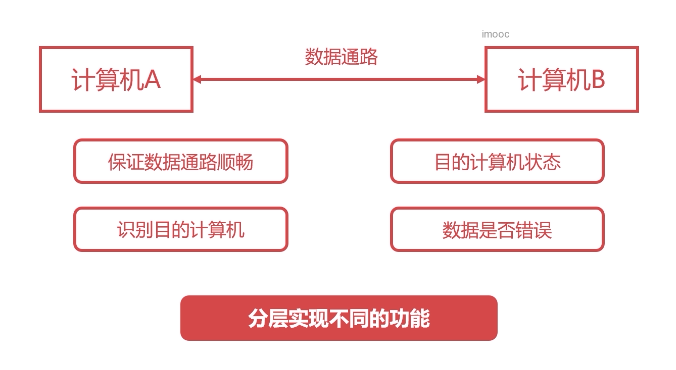 imooc
数据通路
计算机A
计算机B
保证数据通路顺畅
目的计算机状态
识别目的计算机
数据是否错误
分层实现不同的功能